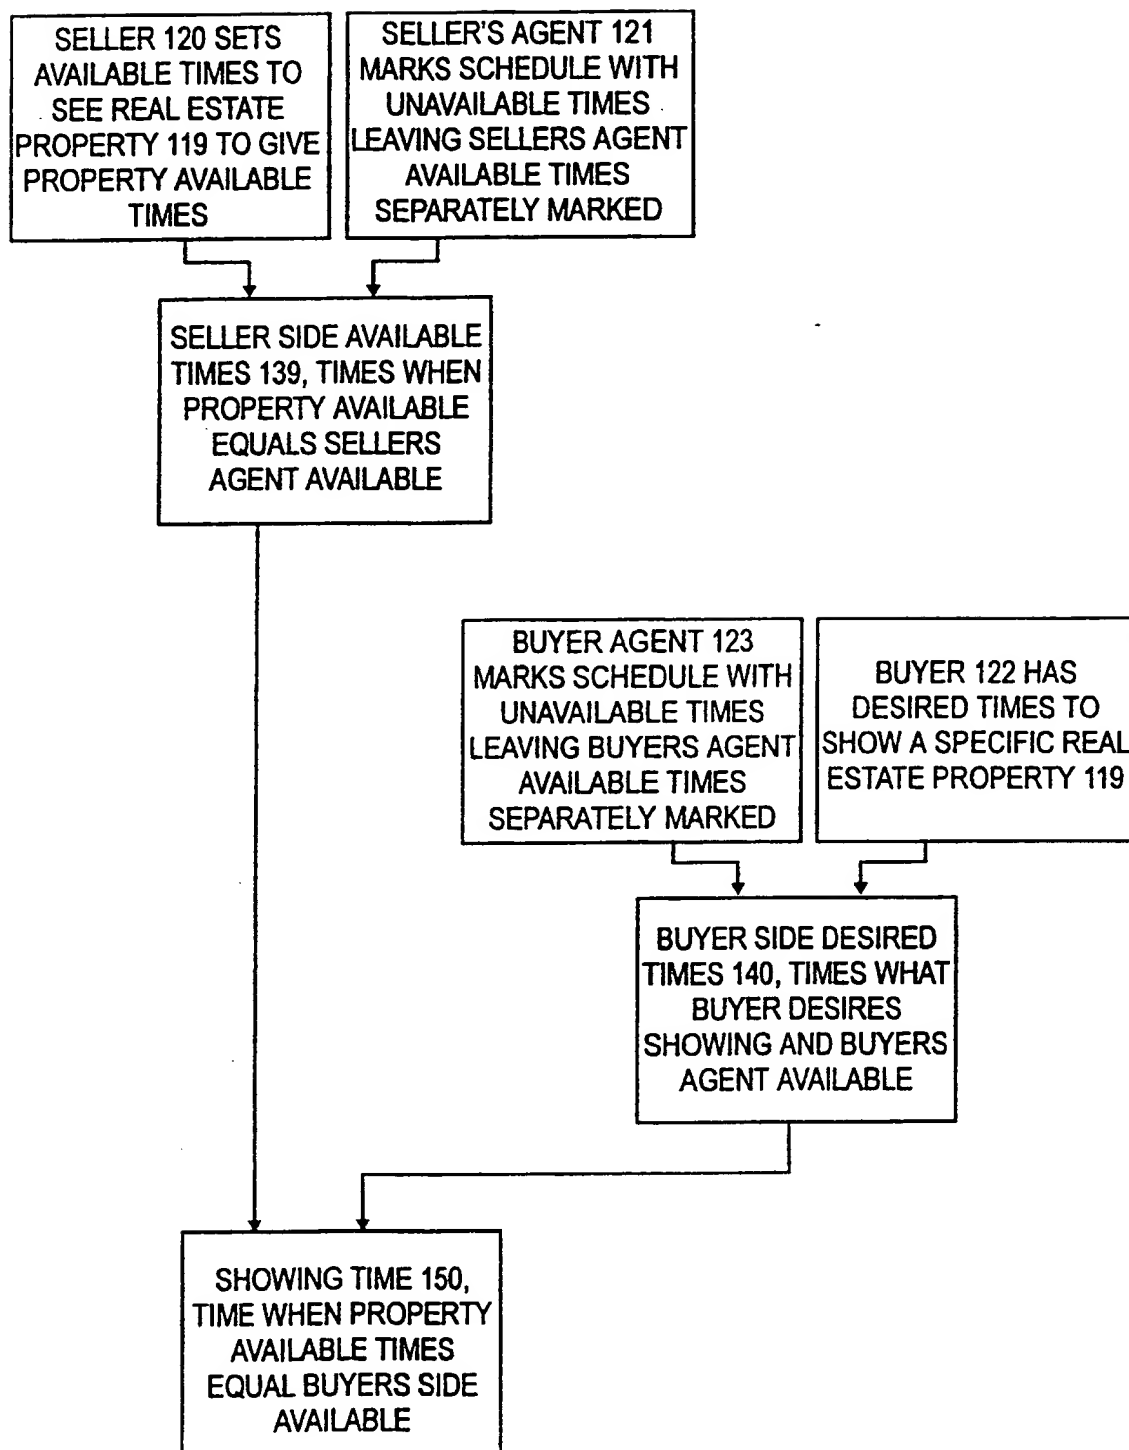 SELLER 120 SETS
AVAILABLE TIMES TO
SEE REAL ESTATE
PROPERTY 119 TO GIVE
PROPERTY AVAILABLE
TIMES
SELLER'S AGENT 121
MARKS SCHEDULE WITH
UNAVAILABLE TIMES
LEAVING SELLERS AGENT
AVAILABLE TIMES
SEPARATELY MARKED
SELLER SIDE AVAILABLE
TIMES 139, TIMES WHEN
PROPERTY AVAILABLE
EQUALS SELLERS
AGENT AVAILABLE
BUYER AGENT 123
MARKS SCHEDULE WITH
UNAVAILABLE TIMES
LEAVING BUYERS AGENT
AVAILABLE TIMES
SEPARATELY MARKED
BUYER 122 HAS
DESIRED TIMES TO
SHOW A SPECIFIC REAL
ESTATE PROPERTY 119
BUYER SIDE DESIRED
TIMES 140, TIMES WHAT
BUYER DESIRES
SHOWING AND BUYERS
AGENT AVAILABLE
SHOWING TIME 150,
TIME WHEN PROPERTY
AVAILABLE TIMES
EQUAL BUYERS SIDE
AVAILABLE